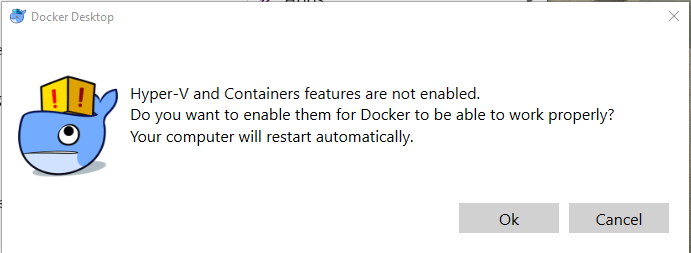 Docker Desktop
Hyper-V and Containers features are not enabled.
Do you want to enable them for Docker to be able to work properly?
Your computer will restart automatically.
Ok
Cancel